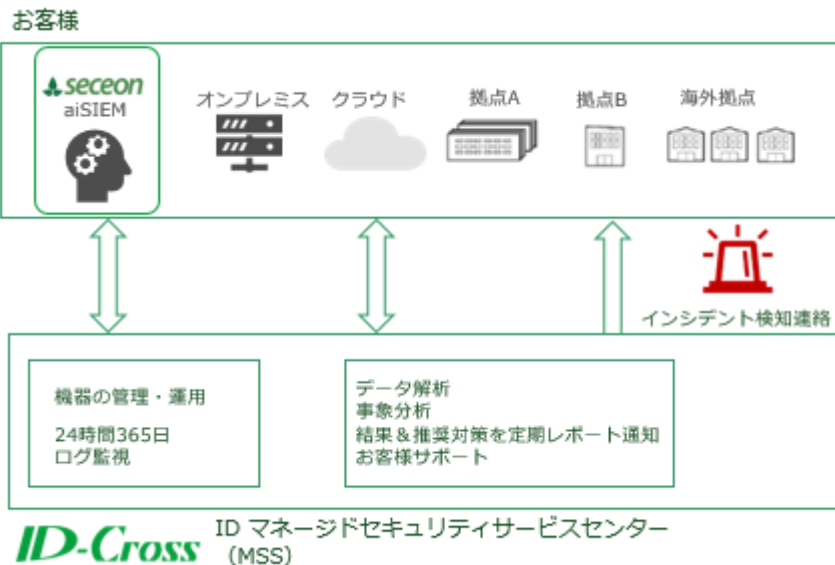 お客様
seceon
aiSIEM
オンプレミス
クラウド
拠点A
拠点B
海外拠点
インシデント検知連絡
機器の管理・運用
24時間365日
ログ監視
データ解析
事象分析
結果＆推奨対策を定期レポート通知
お客様サポート
ID-Cross
ID マネージドセキュリティサービスセンター
（MSS）